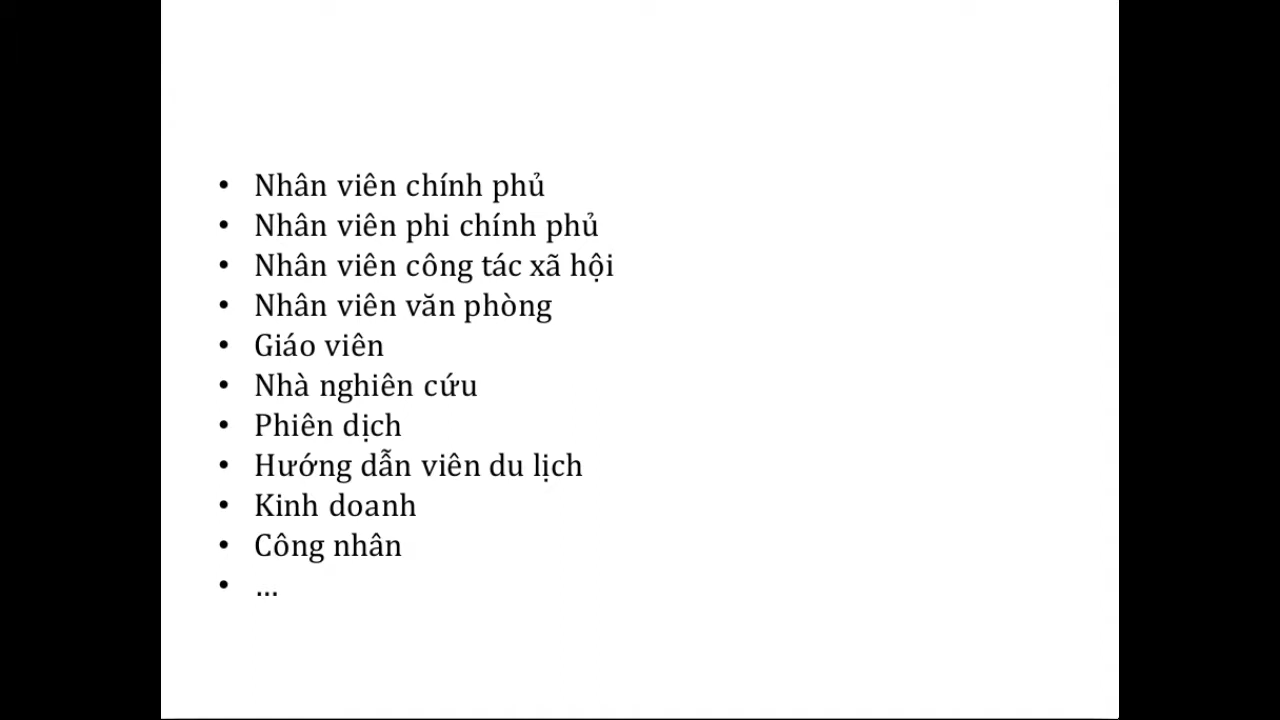 • Nhân viên chính phủ
• Nhân viên phi chính phủ
• Nhân viên công tác xã hội
• Nhân viên văn phòng
• Giáo viên
• Nhà nghiên cứu
• Phiên dịch
• Hướng dẫn viên du lịch
• Kinh doanh
• Công nhân
• ...